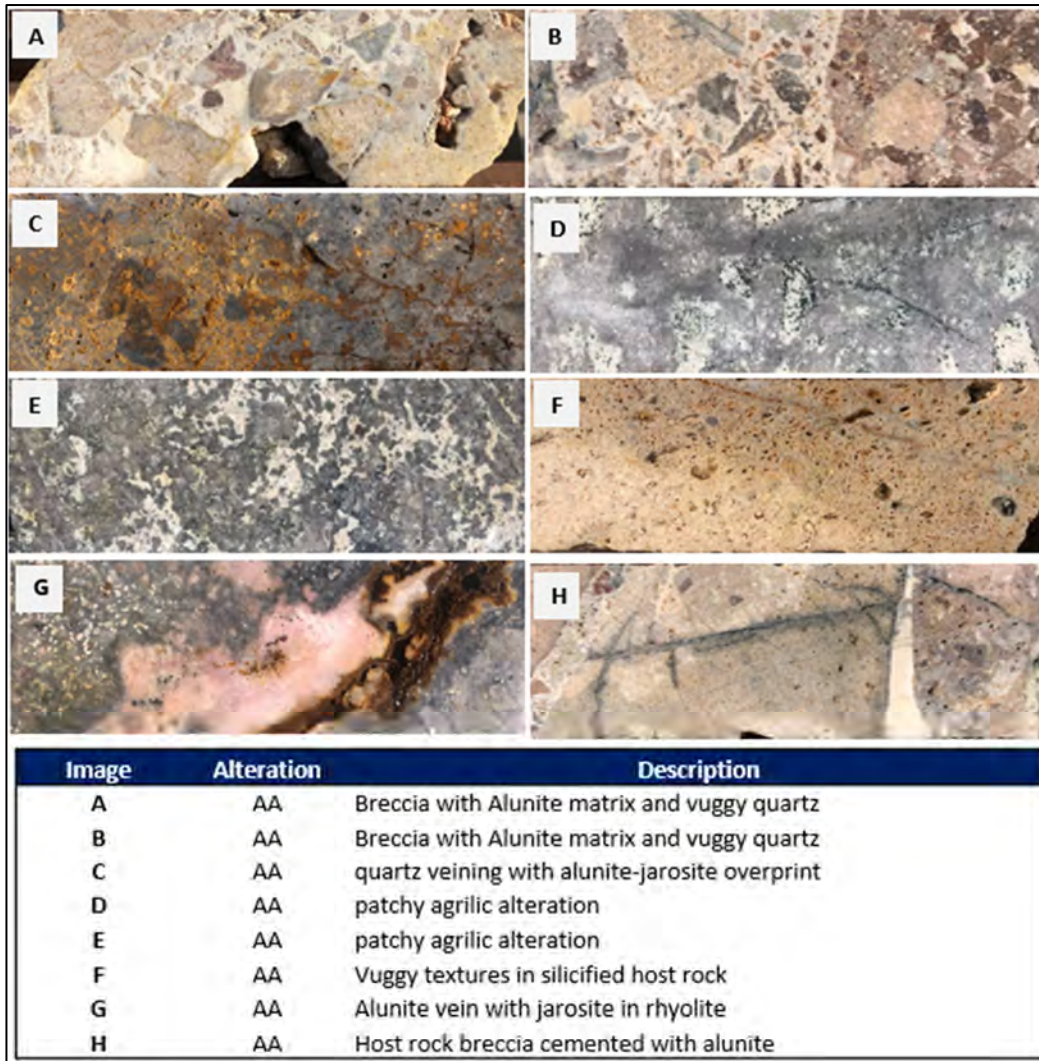 A
B
C
D
E
F
G
H
Image Alteration Description
A AA Breccia with Alunite matrix and vuggy quartz
B AA Breccia with Alunite matrix and vuggy quartz
C AA quartz veining with alunite-jarosite overprint
D AA patchy agrilic alteration
E AA patchy agrilic alteration
F AA Vuggy textures in silicified host rock
G AA Alunite vein with jarosite in rhyolite
H AA Host rock breccia cemented with alunite